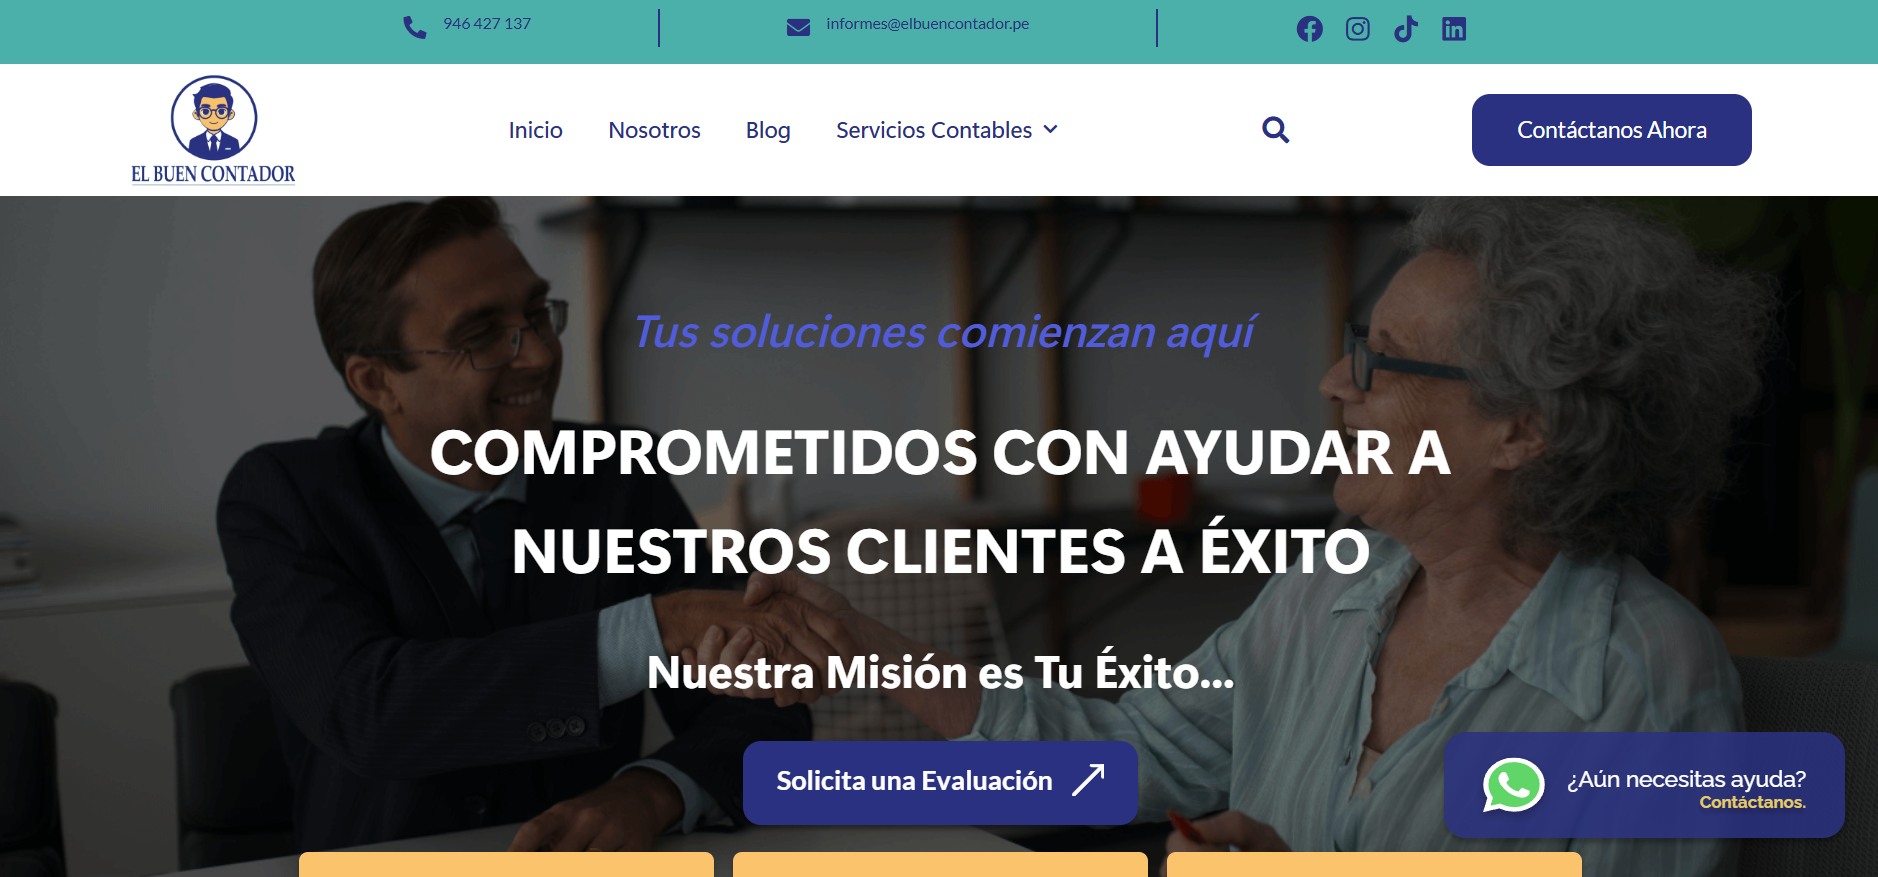 946 427 137
informes@elbuencontador.pe
EL BUEN CONTADOR
Inicio
Nosotros
Blog
Servicios Contables
Contáctanos Ahora
Tus soluciones comienzan aquí
COMPROMETIDOS CON AYUDAR A
NUESTROS CLIENTES A ÉXITO
Nuestra Misión es Tu Éxito...
Solicita una Evaluación
¿Aún necesitas ayuda?
Contáctanos.